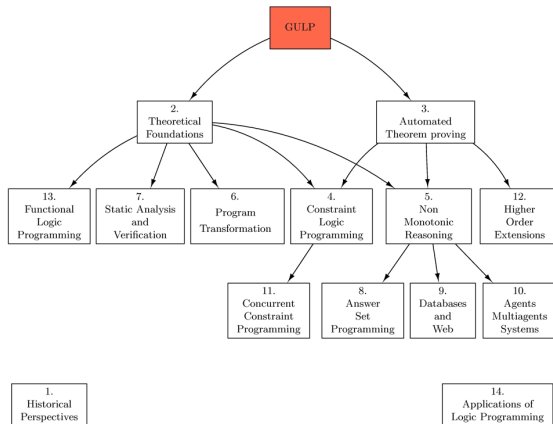 GULP
2.
Theoretical
Foundations
3.
Automated
Theorem proving
13.
Functional
Logic
Programming
7.
Static Analysis
and
Verification
6.
Program
Transformation
4.
Constraint
Logic
Programming
5.
Non
Monotonic
Reasoning
12.
Higher
Order
Extensions
11.
Concurrent
Constraint
Programming
8.
Answer
Set
Programming
9.
Databases
and
Web
10.
Agents
Multiagents
Systems
1.
Historical
Perspectives
14.
Applications of
Logic Programming